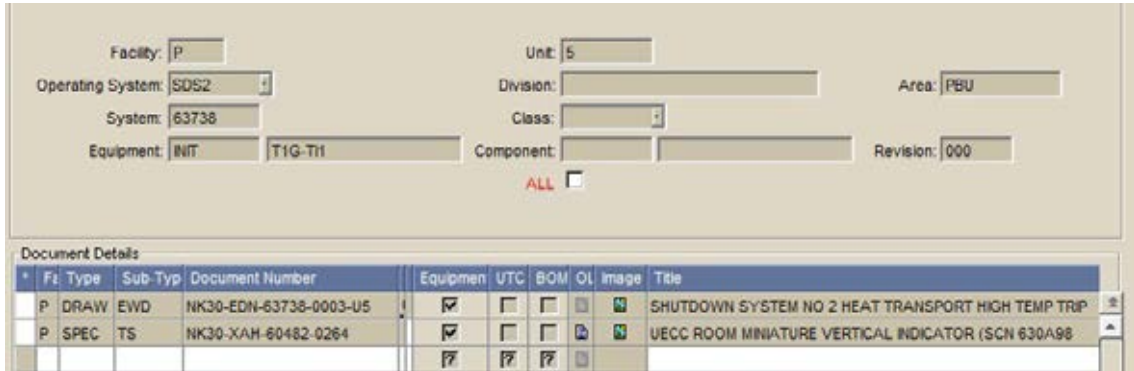 Facility: P Unit: 5
Operating System: SDS2 Division: Area: PBU
System: 63738 Class:
Equipment: INIT T1G-TI1 Component: Revision: 000
ALL
Document Details
* Fa Type Sub-Typ Document Number Equipmen UTC BOM OL Image Title
P DRAW EWD NK30-EDN-63738-0003-U5 SHUTDOWN SYSTEM NO 2 HEAT TRANSPORT HIGH TEMP TRIP
P SPEC TS NK30-XAH-60482-0264 UECC ROOM MINIATURE VERTICAL INDICATOR (SCN 630A98
? ? ?